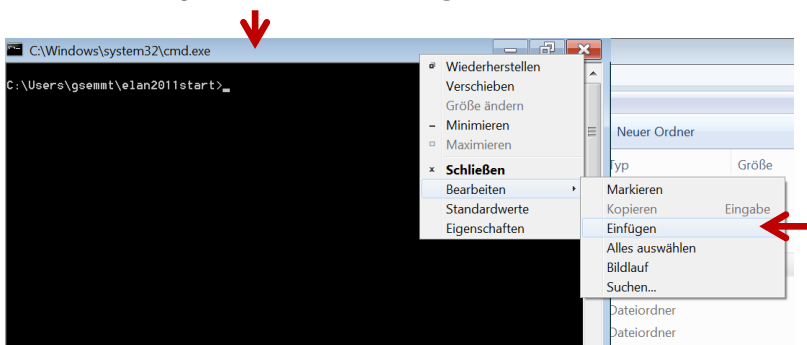 C:\Windows\system32\cmd.exe
C:\Users\gsemmt\elan2011start>_
Wiederherstellen
Verschieben
Größe ändern
Minimieren
Maximieren
Schließen
Bearbeiten
Standardwerte
Eigenschaften
Neuer Ordner
Typ Größe
Markieren
Kopieren Eingabe
Einfügen
Alles auswählen
Bildlauf
Suchen...
Dateiordner
Dateiordner